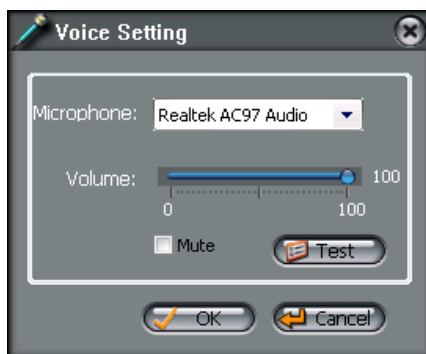 Voice Setting
Microphone: Realtek AC97 Audio
Volume: 100
0 100
Mute Test
OK Cancel